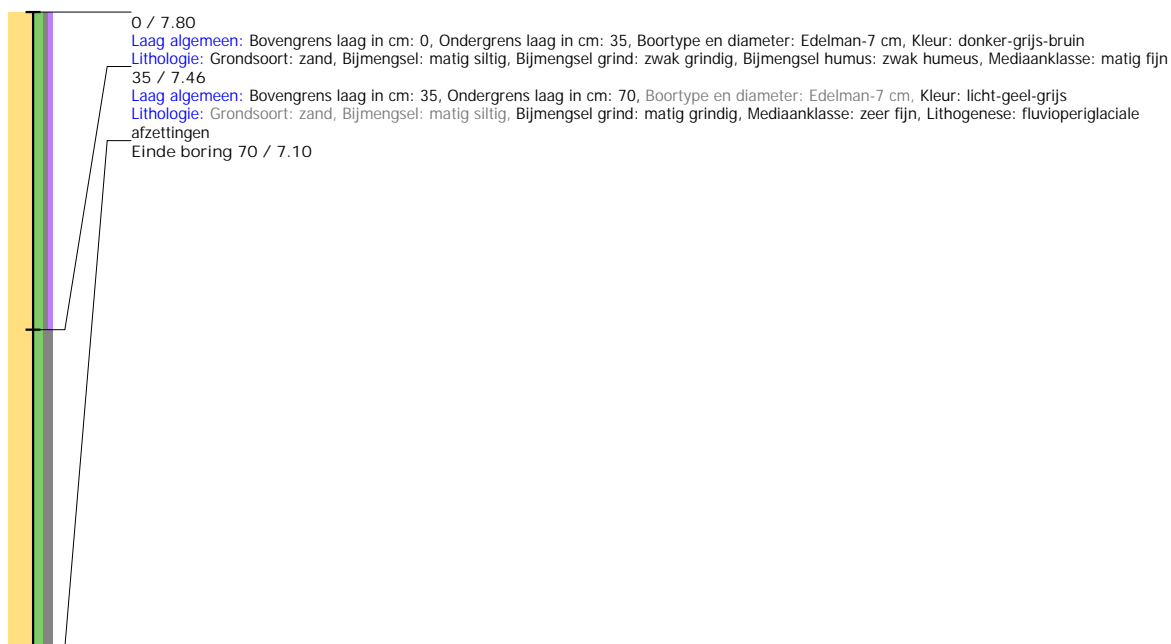 0 / 7.80
Laag algemeen: Bovengrens laag in cm: 0, Ondergrens laag in cm: 35, Boortype en diameter: Edelman-7 cm, Kleur: donker-grijs-bruin
Lithologie: Grondsoort: zand, Bijmengsel: matig siltig, Bijmengsel grind: zwak grindig, Bijmengsel humus: zwak humeus, Mediaanklasse: matig fijn
35 / 7.46
Laag algemeen: Bovengrens laag in cm: 35, Ondergrens laag in cm: 70, Boortype en diameter: Edelman-7 cm, Kleur: licht-geel-grijs
Lithologie: Grondsoort: zand, Bijmengsel: matig siltig, Bijmengsel grind: matig grindig, Mediaanklasse: zeer fijn, Lithogenese: fluvioperiglaciale
afzettingen
Einde boring 70 / 7.10